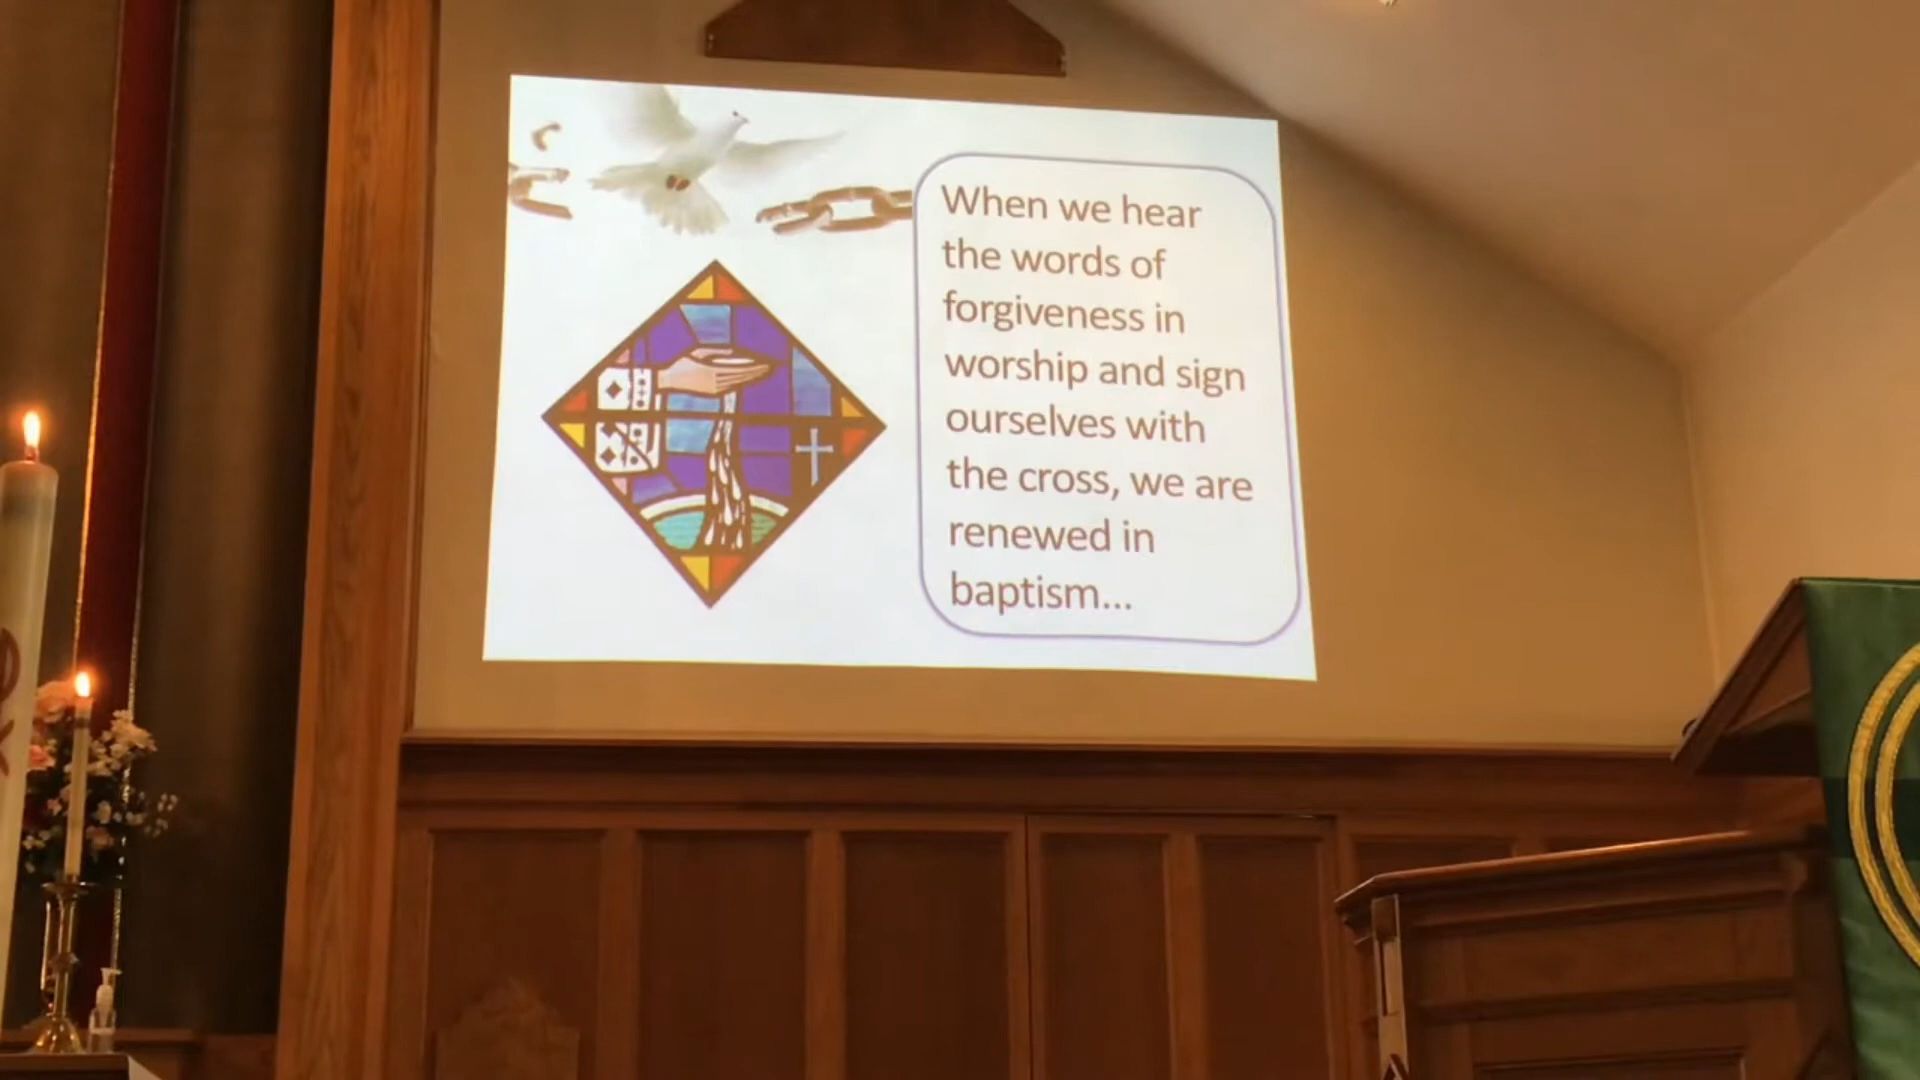 When we hear
the words of
forgiveness in
worship and sign
ourselves with
the cross, we are
renewed in
baptism...